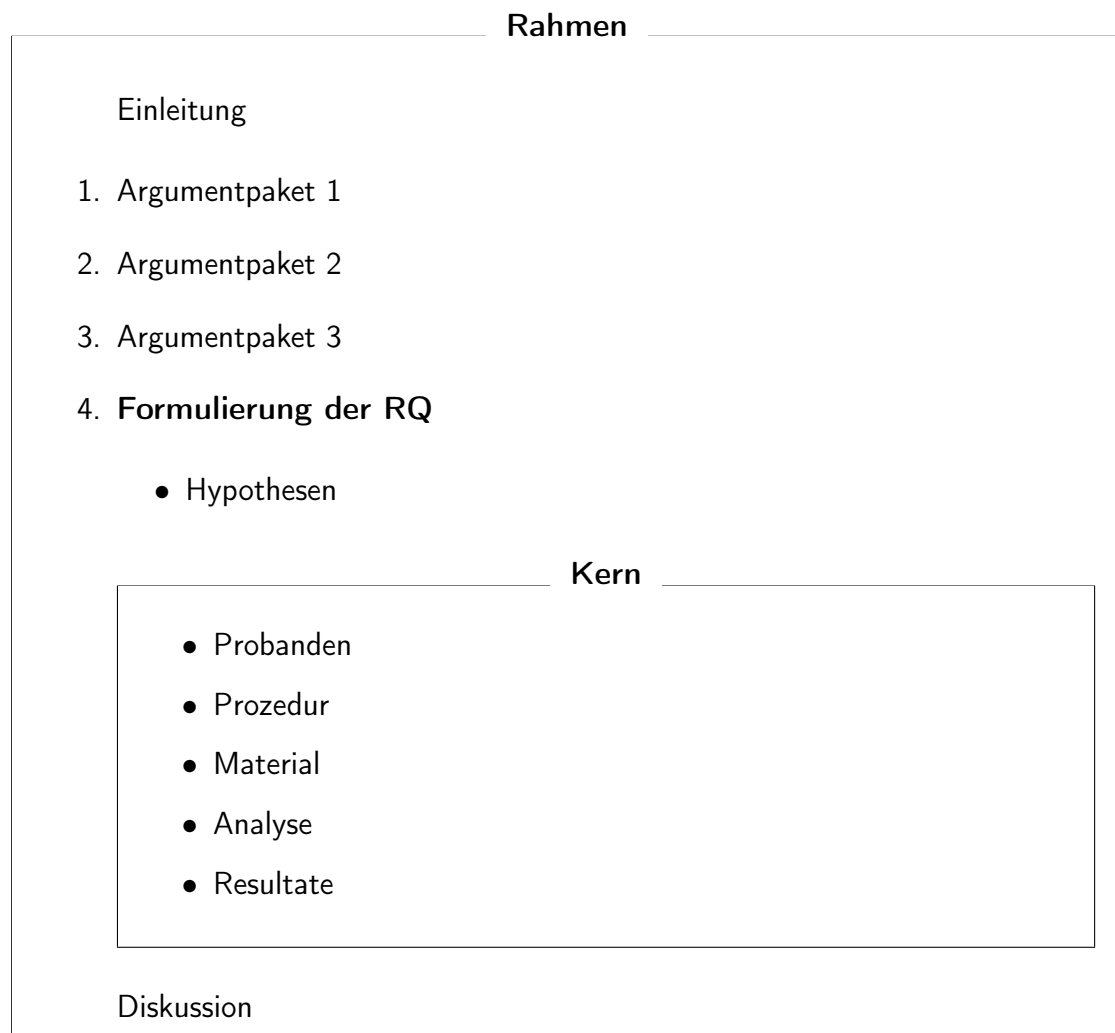 Rahmen
Einleitung
1. Argumentpaket 1
2. Argumentpaket 2
3. Argumentpaket 3
4. Formulierung der RQ
• Hypothesen
Kern
• Probanden
• Prozedur
• Material
• Analyse
• Resultate
Diskussion